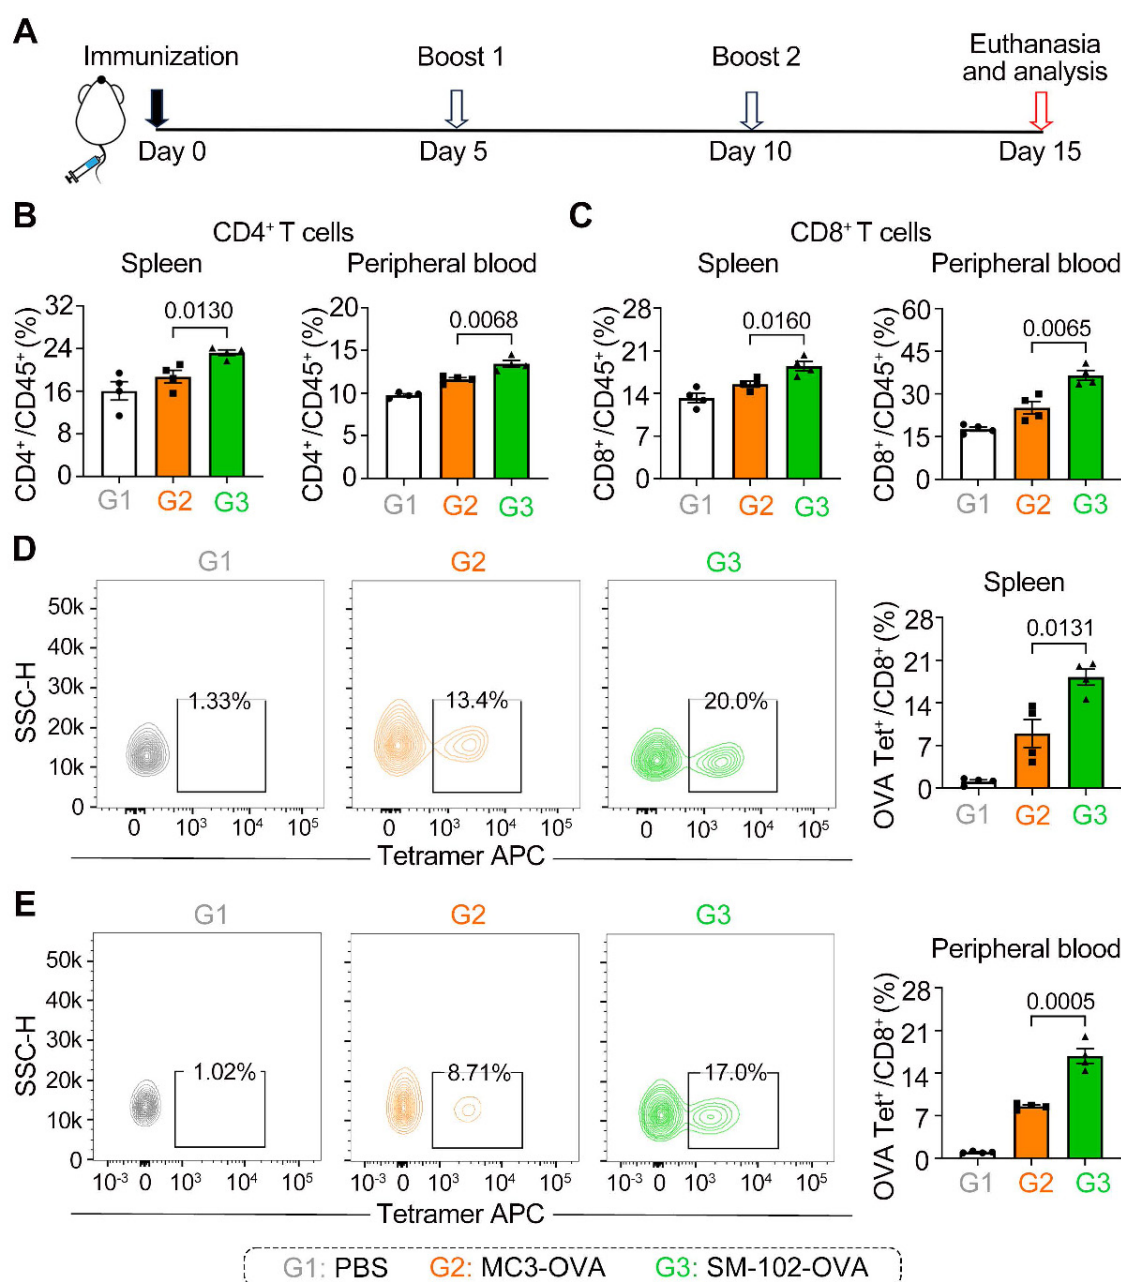 A
Immunization
Boost 1
Boost 2
Euthanasia
and analysis
Day 0
Day 5
Day 10
Day 15
B
CD4⁺ T cells
Spleen
CD4⁺/CD45⁺ (%)
32
24
16
8
0
0.0130
G1
G2
G3
Peripheral blood
CD4⁺/CD45⁺ (%)
20
15
10
5
0
0.0068
G1
G2
G3
C
CD8⁺ T cells
Spleen
CD8⁺/CD45⁺ (%)
28
21
14
7
0
0.0160
G1
G2
G3
Peripheral blood
CD8⁺/CD45⁺ (%)
60
45
30
15
0
0.0065
G1
G2
G3
D
G1
G2
G3
SSC-H
50k
40k
30k
20k
10k
0
1.33%
13.4%
20.0%
0 10³ 10⁴ 10⁵
0 10³ 10⁴ 10⁵
0 10³ 10⁴ 10⁵
Tetramer APC
Spleen
OVA Tet⁺/CD8⁺ (%)
28
21
14
7
0
0.0131
G1
G2
G3
E
G1
G2
G3
SSC-H
50k
40k
30k
20k
10k
0
1.02%
8.71%
17.0%
10⁻³ 0 10³ 10⁴ 10⁵
10⁻³ 0 10³ 10⁴ 10⁵
10⁻³ 0 10³ 10⁴ 10⁵
Tetramer APC
Peripheral blood
OVA Tet⁺/CD8⁺ (%)
28
21
14
7
0
0.0005
G1
G2
G3
G1: PBS G2: MC3-OVA G3: SM-102-OVA